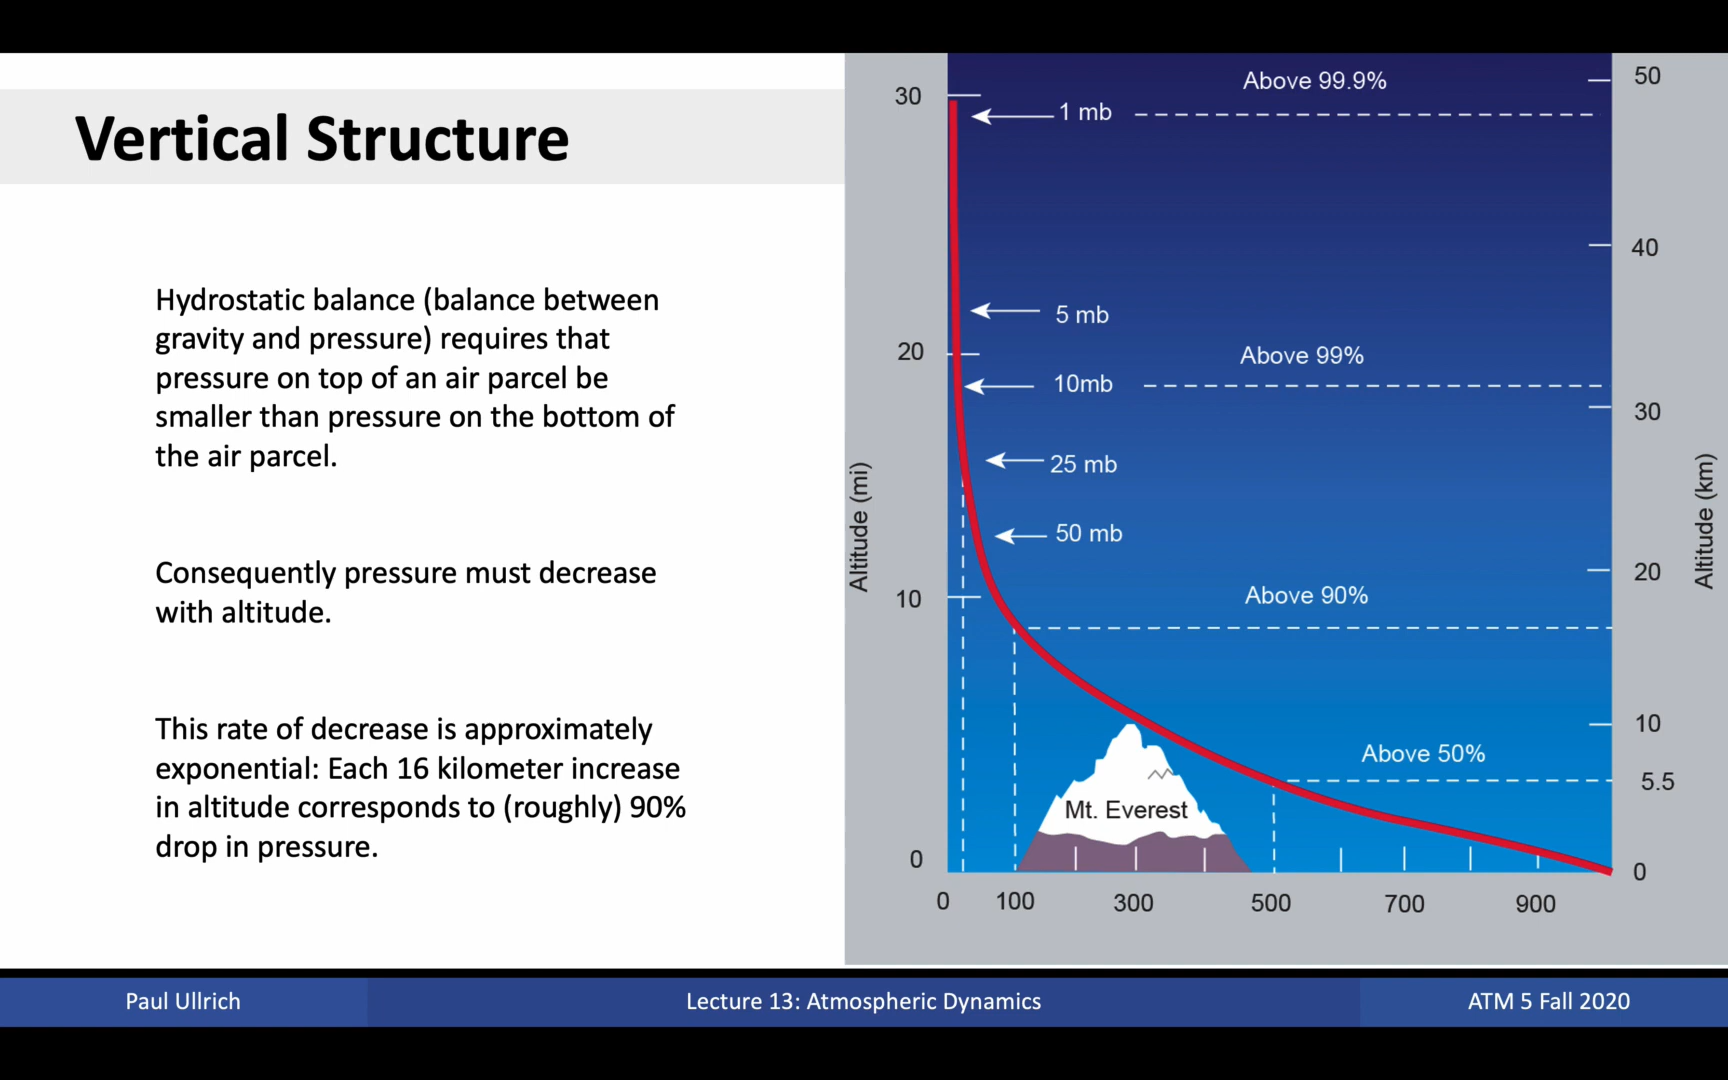 Vertical Structure
Hydrostatic balance (balance between
gravity and pressure) requires that
pressure on top of an air parcel be
smaller than pressure on the bottom of
the air parcel.
Consequently pressure must decrease
with altitude.
This rate of decrease is approximately
exponential: Each 16 kilometer increase
in altitude corresponds to (roughly) 90%
drop in pressure.
Altitude (mi)
30
20
10
0
Above 99.9%
1 mb
5 mb
Above 99%
10mb
25 mb
50 mb
Above 90%
Above 50%
Mt. Everest
50
40
30
20
10
5.5
0
Altitude (km)
0 100 300 500 700 900
Paul Ullrich
Lecture 13: Atmospheric Dynamics
ATM 5 Fall 2020